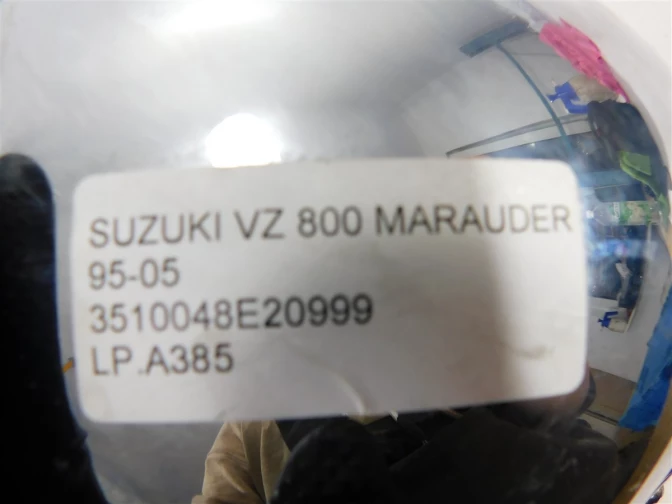 SUZUKI VZ 800 MARAUDER
95-05
3510048E20999
LP.A385